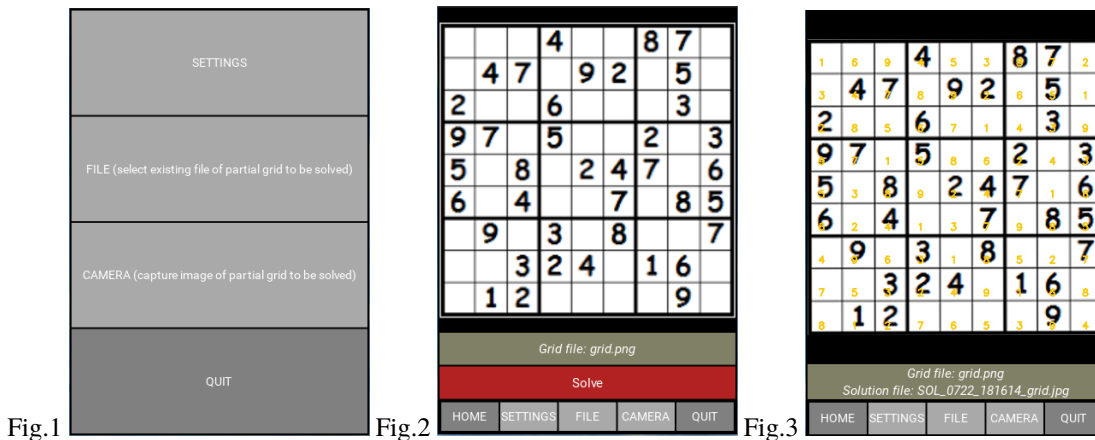 SETTINGS
FILE (select existing file of partial grid to be solved)
CAMERA (capture image of partial grid to be solved)
QUIT
Fig.1
4 8 7
4 7 9 2 5
2 6 3
9 7 5 2 3
5 8 2 4 7 6
6 4 7 8 5
9 3 8 7
3 2 4 1 6
1 2 9
Grid file: grid.png
Solve
HOME SETTINGS FILE CAMERA QUIT
Fig.2
1 6 9 4 5 3 8 7 2
3 4 7 8 9 2 6 5 1
2 8 5 6 7 1 4 3 9
9 7 1 5 8 6 2 4 3
5 3 8 9 2 4 7 1 6
6 2 4 1 3 7 9 8 5
4 9 6 3 1 8 5 2 7
7 5 3 2 4 9 1 6 8
8 1 2 7 6 5 3 9 4
Grid file: grid.png
Solution file: SOL_0722_181614_grid.jpg
HOME SETTINGS FILE CAMERA QUIT
Fig.3